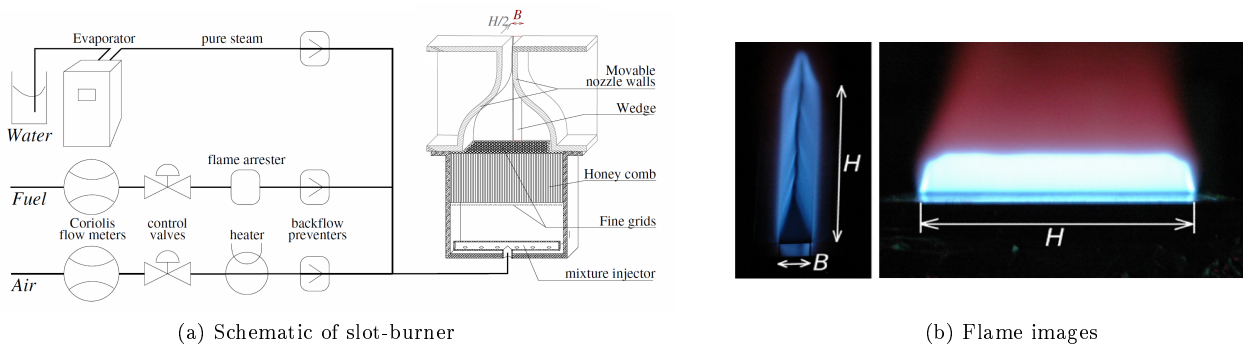 H/2
B
Evaporator
pure steam
Water
Movable
nozzle walls
Wedge
flame arrester
Fuel
Honey comb
Coriolis
flow meters
control
valves
heater
backflow
preventers
Fine grids
Air
mixture injector
(a) Schematic of slot-burner
H
B
H
(b) Flame images